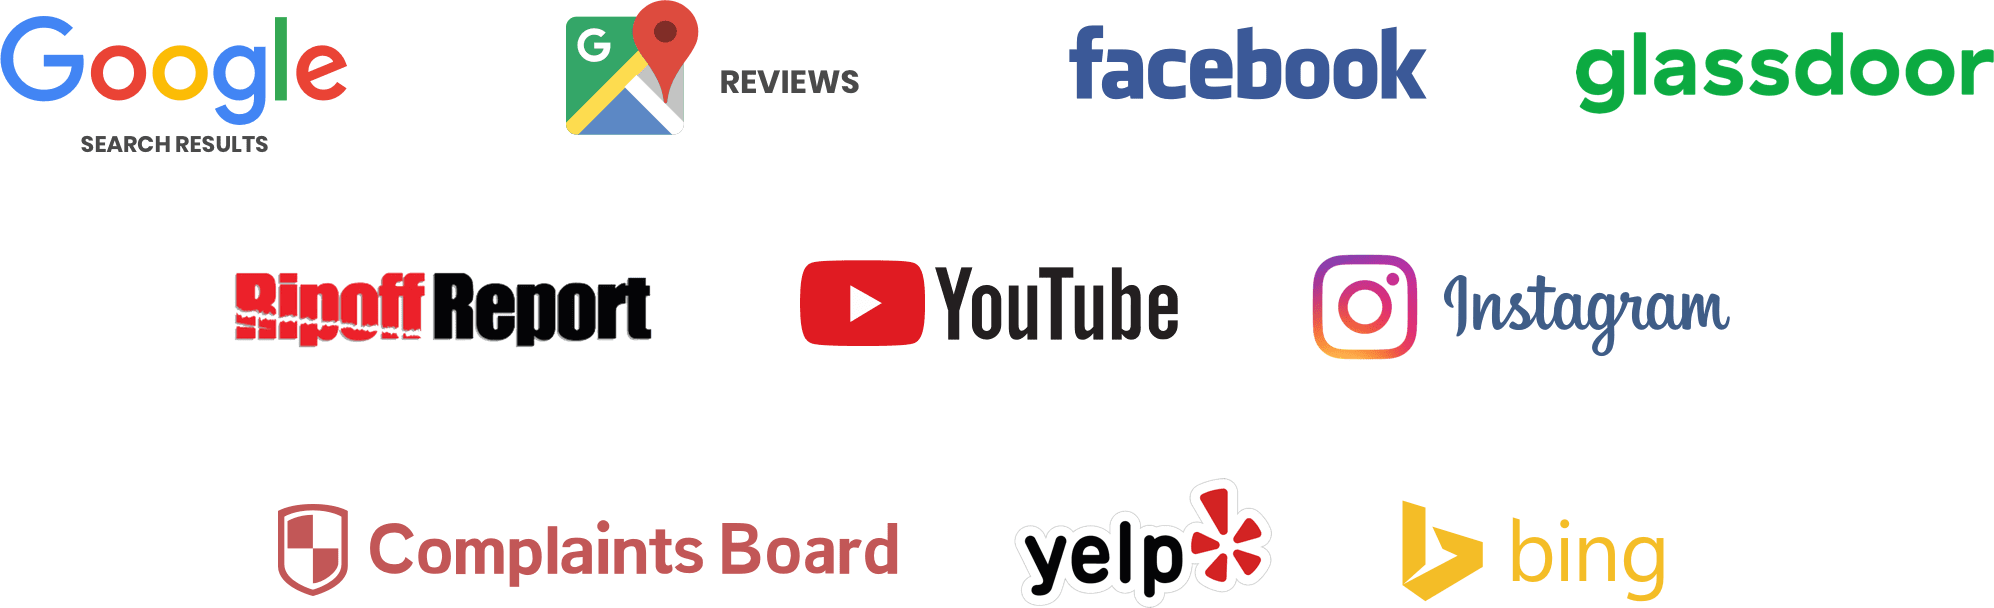 Google
SEARCH RESULTS
G
REVIEWS
facebook
glassdoor
Ripoff Report
YouTube
Instagram
Complaints Board
yelp
bing